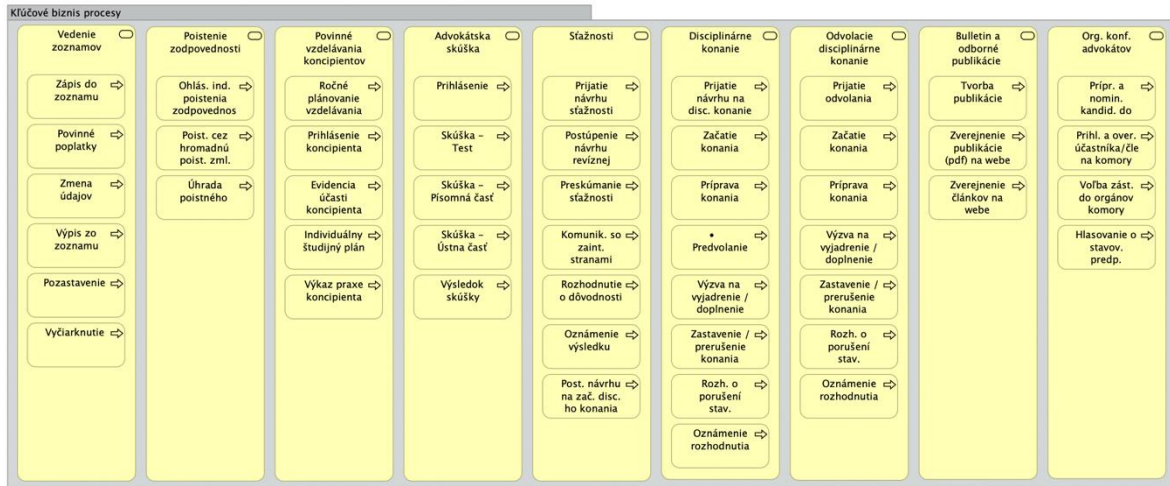 Kľúčové biznis procesy
Vedenie
zoznamov
Zápis do
zoznamu
Povinné
poplatky
Zmena
údajov
Výpis zo
zoznamu
Pozastavenie
Vyčiarknutie
Poistenie
zodpovednosti
Ohlás. ind.
poistenia
zodpovednos
Poist. cez
hromadnú
poist. zml.
Úhrada
poistného
Povinné
vzdelávania
koncipientov
Ročné
plánovanie
vzdelávania
Prihlásenie
koncipienta
Evidencia
účasti
koncipienta
Individuálny
študijný plán
Výkaz praxe
koncipienta
Advokátska
skúška
Prihlásenie
Skúška –
Test
Skúška –
Písomná časť
Skúška –
Ústna časť
Výsledok
skúšky
Sťažnosti
Prijatie
návrhu
sťažnosti
Postúpenie
návrhu
revíznej
Preskúmanie
sťažnosti
Komunik. so
zaint.
stranami
Rozhodnutie
o dôvodnosti
Oznámenie
výsledku
Post. návrhu
na zač. disc.
ho konania
Disciplinárne
konanie
Prijatie
návrhu na
disc. konanie
Začatie
konania
Príprava
konania
•
Predvolanie
Výzva na
vyjadrenie /
doplnenie
Zastavenie /
prerušenie
konania
Rozh. o
porušení
stav.
Oznámenie
rozhodnutia
Odvolacie
disciplinárne
konanie
Prijatie
odvolania
Začatie
konania
Príprava
konania
Výzva na
vyjadrenie /
doplnenie
Zastavenie /
prerušenie
konania
Rozh. o
porušení
stav.
Oznámenie
rozhodnutia
Bulletin a
odborné
publikácie
Tvorba
publikácie
Zverejnenie
publikácie
(pdf) na webe
Zverejnenie
článkov na
webe
Org. konf.
advokátov
Prípr. a
nomin.
kandid. do
Prihl. a over.
účastníka/čle
na komory
Voľba zást.
do orgánov
komory
Hlasovanie o
stavov.
predp.